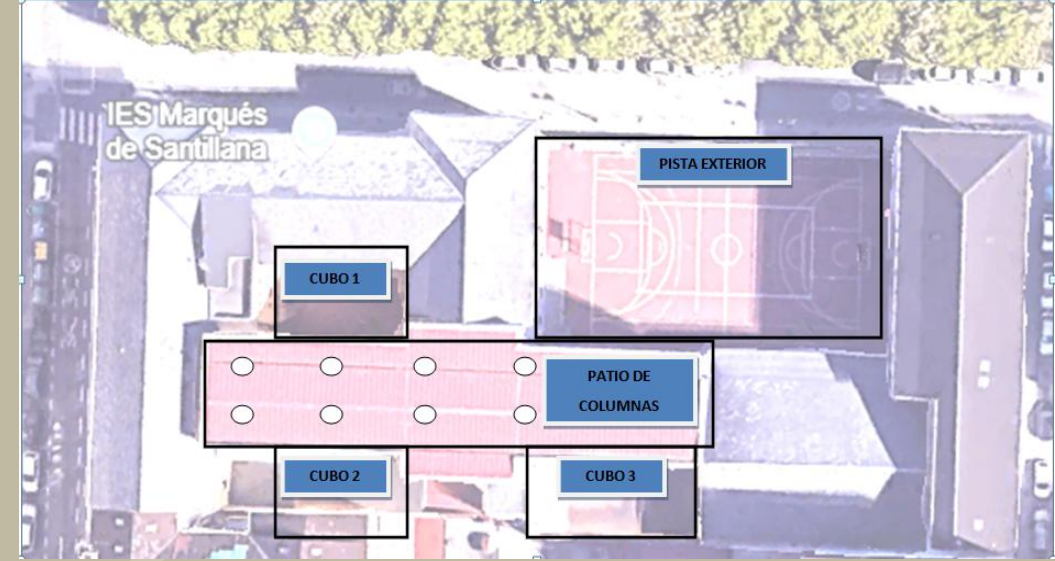 IES Marqués
de Santillana
PISTA EXTERIOR
CUBO 1
PATIO DE
COLUMNAS
CUBO 2
CUBO 3